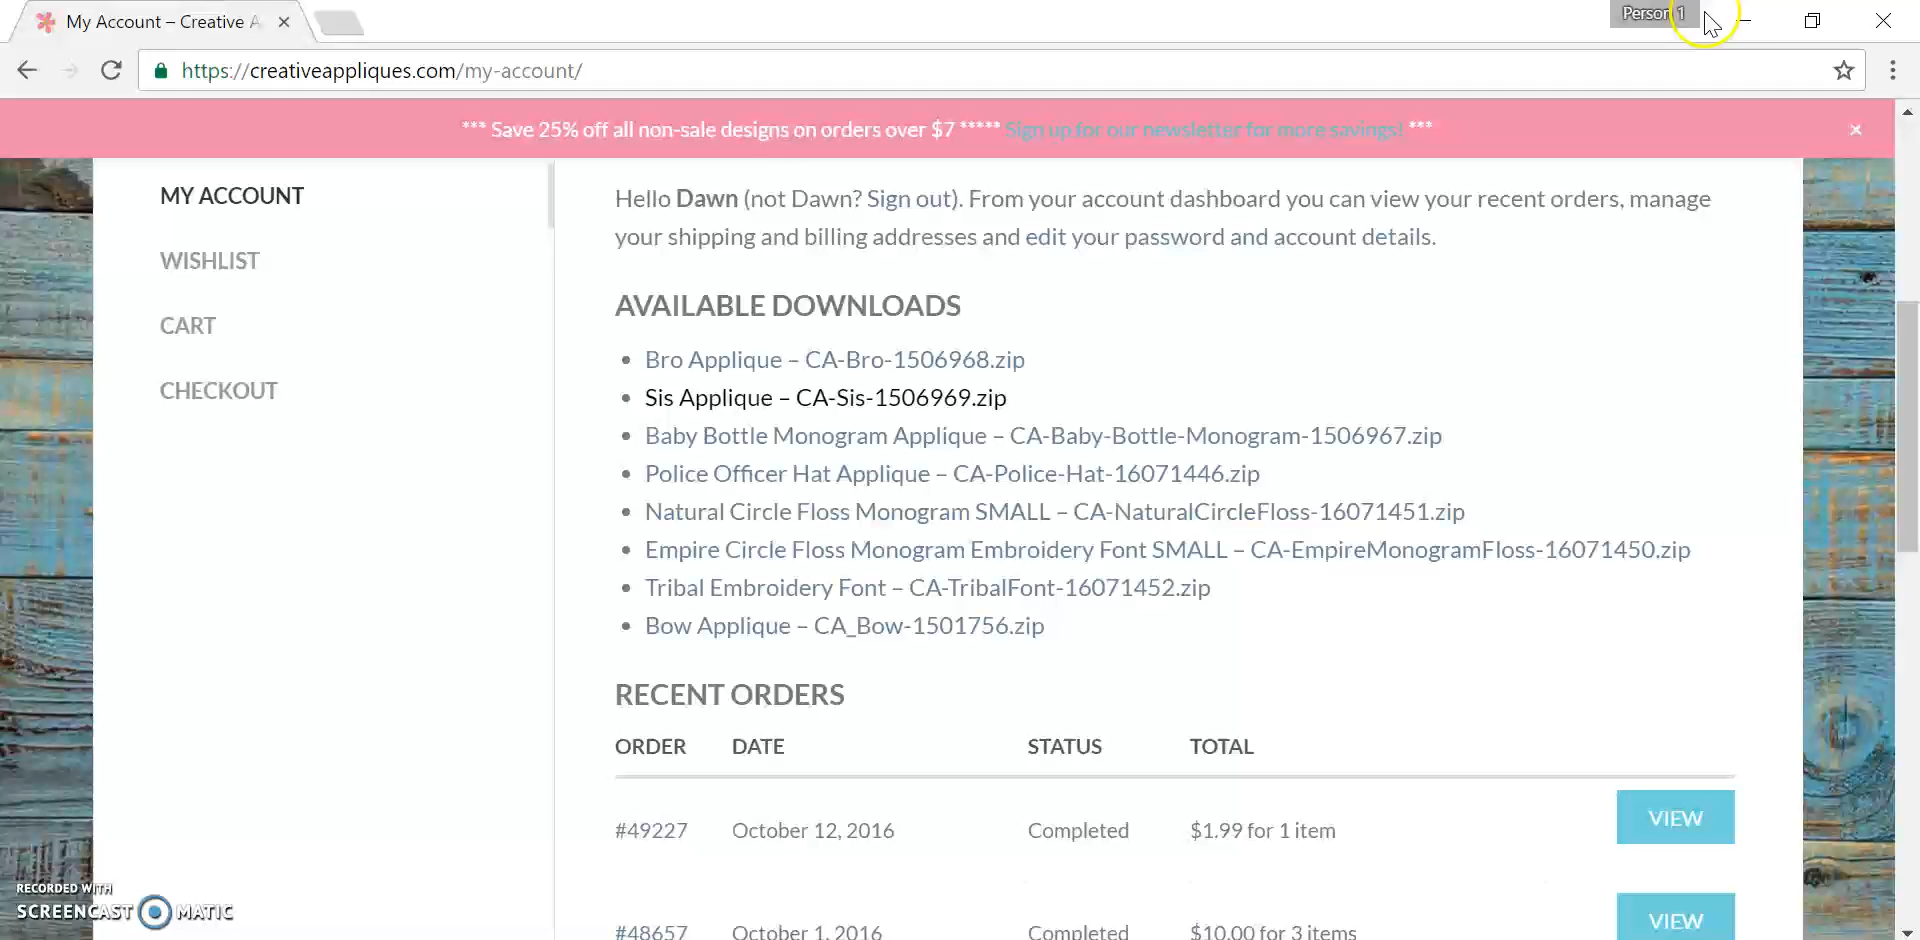 My Account – Creative A
Person 1
https://creativeappliques.com/my-account/
*** Save 25% off all non-sale designs on orders over $7 ***** Sign up for our newsletter for more savings! ***
MY ACCOUNT
WISHLIST
CART
CHECKOUT
Hello Dawn (not Dawn? Sign out). From your account dashboard you can view your recent orders, manage
your shipping and billing addresses and edit your password and account details.
AVAILABLE DOWNLOADS
• Bro Applique – CA-Bro-1506968.zip
• Sis Applique – CA-Sis-1506969.zip
• Baby Bottle Monogram Applique – CA-Baby-Bottle-Monogram-1506967.zip
• Police Officer Hat Applique – CA-Police-Hat-16071446.zip
• Natural Circle Floss Monogram SMALL – CA-NaturalCircleFloss-16071451.zip
• Empire Circle Floss Monogram Embroidery Font SMALL – CA-EmpireMonogramFloss-16071450.zip
• Tribal Embroidery Font – CA-TribalFont-16071452.zip
• Bow Applique – CA_Bow-1501756.zip
RECENT ORDERS
ORDER DATE STATUS TOTAL
#49227 October 12, 2016 Completed $1.99 for 1 item VIEW
#48657 October 1, 2016 Completed $10.00 for 3 items VIEW
RECORDED WITH
SCREENCAST MATIC